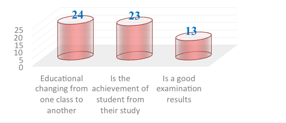 24
23
13
25
20
15
10
5
0
Educational
changing from
one class to
another
Is the
achievement of
student from
their study
Is a good
examination
results